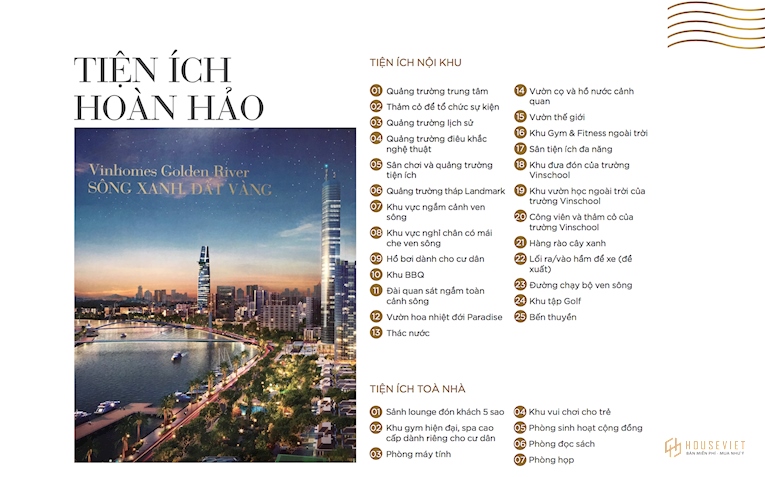 TIỆN ÍCH
HOÀN HẢO
Vinhomes Golden River
SÔNG XANH, ĐẤT VÀNG
TIỆN ÍCH NỘI KHU
01 Quảng trường trung tâm
02 Thảm cỏ để tổ chức sự kiện
03 Quảng trường lịch sử
04 Quảng trường điêu khắc
nghệ thuật
05 Sân chơi và quảng trường
tiện ích
06 Quảng trường tháp Landmark
07 Khu vực ngắm cảnh ven
sông
08 Khu vực nghỉ chân có mái
che ven sông
09 Hồ bơi dành cho cư dân
10 Khu BBQ
11 Đài quan sát ngắm toàn
cảnh sông
12 Vườn hoa nhiệt đới Paradise
13 Thác nước
14 Vườn cọ và hồ nước cảnh
quan
15 Vườn thế giới
16 Khu Gym & Fitness ngoài trời
17 Sân tiện ích đa năng
18 Khu đưa đón của trường
Vinschool
19 Khu vườn học ngoài trời của
trường Vinschool
20 Công viên và thảm cỏ của
trường Vinschool
21 Hàng rào cây xanh
22 Lối ra/vào hầm để xe (đề
xuất)
23 Đường chạy bộ ven sông
24 Khu tập Golf
25 Bến thuyền
TIỆN ÍCH TOÀ NHÀ
01 Sảnh lounge đón khách 5 sao
02 Khu gym hiện đại, spa cao
cấp dành riêng cho cư dân
03 Phòng máy tính
04 Khu vui chơi cho trẻ
05 Phòng sinh hoạt cộng đồng
06 Phòng đọc sách
07 Phòng họp
HOUSEVIET
BÁN MIỄN PHÍ - MUA NHƯ Ý